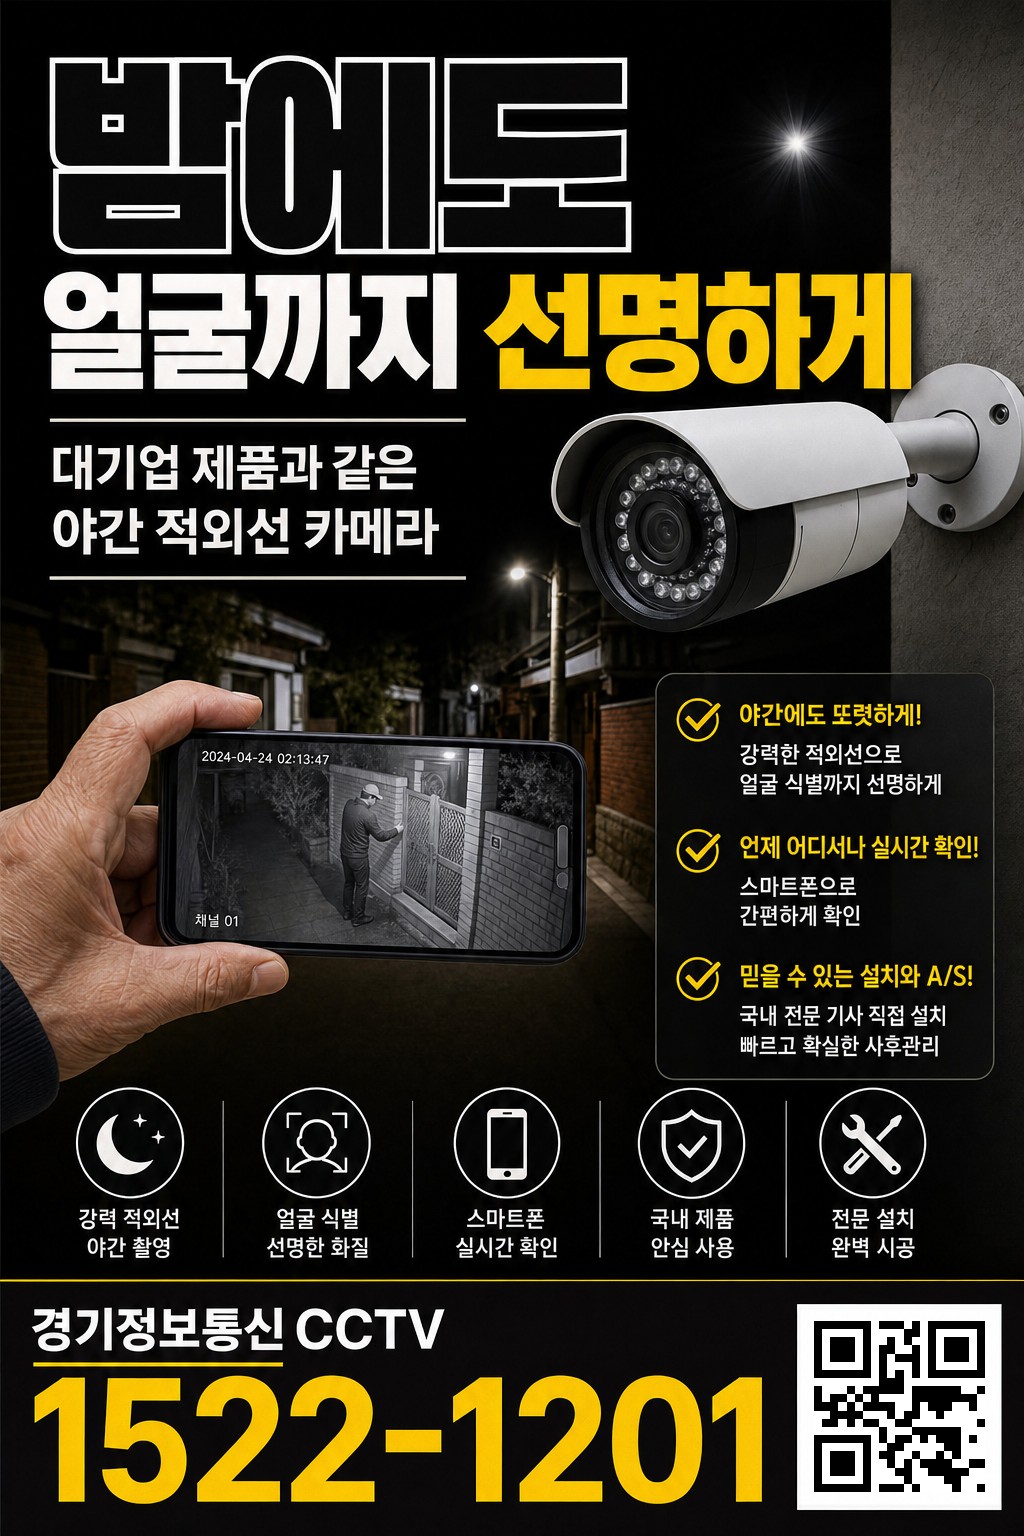 밤에도
얼굴까지 선명하게
대기업 제품과 같은
야간 적외선 카메라
2024-04-24 02:13:47
채널 01
야간에도 또렷하게!
강력한 적외선으로
얼굴 식별까지 선명하게
언제 어디서나 실시간 확인!
스마트폰으로
간편하게 확인
믿을 수 있는 설치와 A/S!
국내 전문 기사 직접 설치
빠르고 확실한 사후관리
강력 적외선
야간 촬영
얼굴 식별
선명한 화질
스마트폰
실시간 확인
국내 제품
안심 사용
전문 설치
완벽 시공
경기정보통신 CCTV
1522-1201